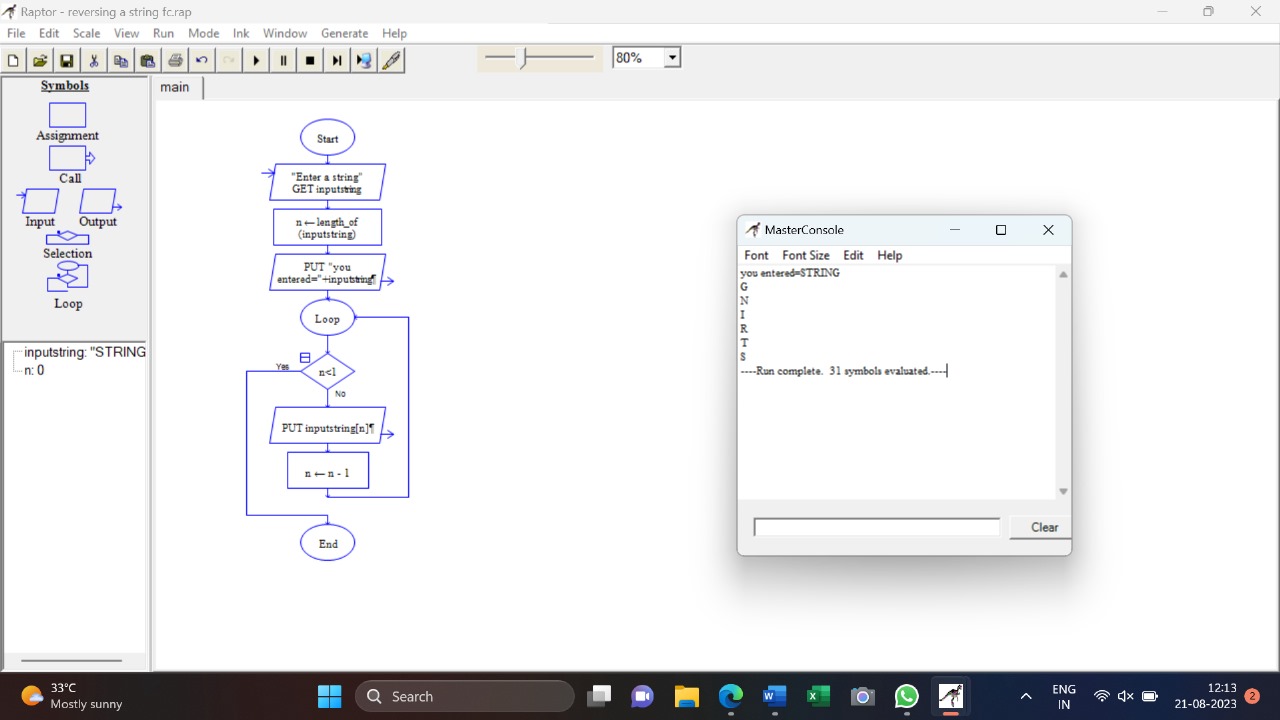 Raptor - reversing a string fc.rap
File Edit Scale View Run Mode Ink Window Generate Help
80%
Symbols
Assignment
Call
Input Output
Selection
Loop
inputstring: "STRING
n: 0
main
Start
"Enter a string"
GET inputstring
n ← length_of
(inputstring)
PUT "you
entered="+inputstring¶
Loop
Yes
n<1
No
PUT inputstring[n]¶
n ← n - 1
End
MasterConsole
Font Font Size Edit Help
you entered=STRING
G
N
I
R
T
S
----Run complete.  31 symbols evaluated.----
Clear
33°C
Mostly sunny
Search
ENG
IN
12:13
21-08-2023
2